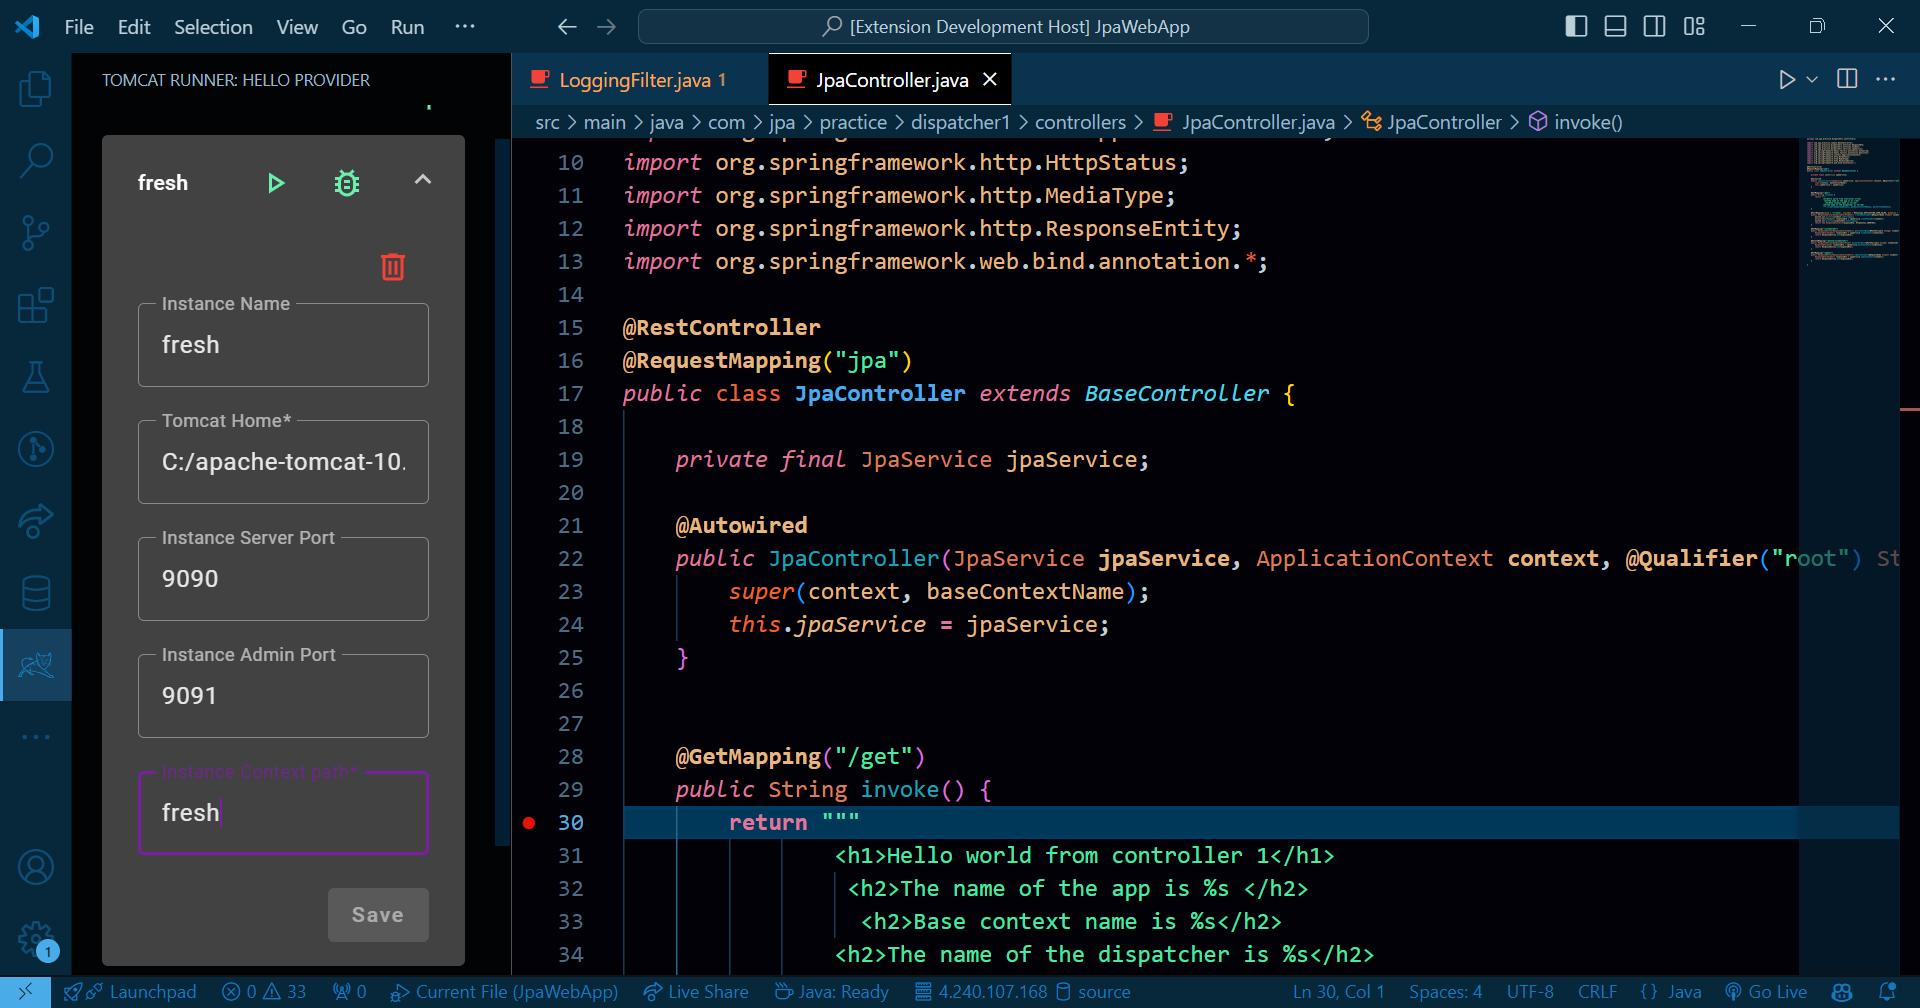 File Edit Selection View Go Run ···
[Extension Development Host] JpaWebApp
TOMCAT RUNNER: HELLO PROVIDER
fresh
Instance Name
fresh
Tomcat Home*
C:/apache-tomcat-10.
Instance Server Port
9090
Instance Admin Port
9091
Instance Context path*
fresh
Save
1
LoggingFilter.java 1
JpaController.java
src > main > java > com > jpa > practice > dispatcher1 > controllers > JpaController.java > JpaController > invoke()
10 import org.springframework.http.HttpStatus;
11 import org.springframework.http.MediaType;
12 import org.springframework.http.ResponseEntity;
13 import org.springframework.web.bind.annotation.*;
14
15 @RestController
16 @RequestMapping("jpa")
17 public class JpaController extends BaseController {
18
19 private final JpaService jpaService;
20
21 @Autowired
22 public JpaController(JpaService jpaService, ApplicationContext context, @Qualifier("root") St
23 super(context, baseContextName);
24 this.jpaService = jpaService;
25 }
26
27
28 @GetMapping("/get")
29 public String invoke() {
30 return """
31 <h1>Hello world from controller 1</h1>
32 <h2>The name of the app is %s </h2>
33 <h2>Base context name is %s</h2>
34 <h2>The name of the dispatcher is %s</h2>
Launchpad 0 33 0 Current File (JpaWebApp) Live Share Java: Ready 4.240.107.168 source Ln 30, Col 1 Spaces: 4 UTF-8 CRLF {} Java Go Live